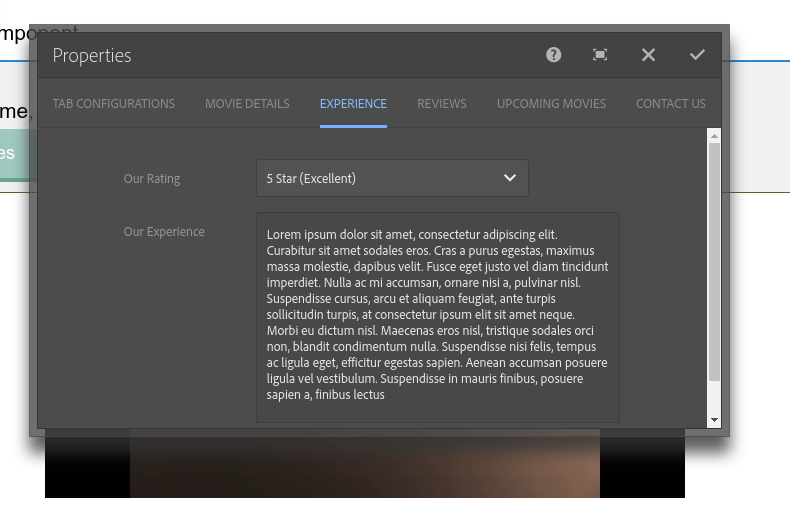 Properties
TAB CONFIGURATIONS MOVIE DETAILS EXPERIENCE REVIEWS UPCOMING MOVIES CONTACT US
Our Rating 5 Star (Excellent)
Our Experience
Lorem ipsum dolor sit amet, consectetur adipiscing elit.
Curabitur sit amet sodales eros. Cras a purus egestas, maximus
massa molestie, dapibus velit. Fusce eget justo vel diam tincidunt
imperdiet. Nulla ac mi accumsan, ornare nisi a, pulvinar nisl.
Suspendisse cursus, arcu et aliquam feugiat, ante turpis
sollicitudin turpis, at consectetur ipsum elit sit amet neque.
Morbi eu dictum nisl. Maecenas eros nisl, tristique sodales orci
non, blandit condimentum nulla. Suspendisse nisi felis, tempus
ac ligula eget, efficitur egestas sapien. Aenean accumsan posuere
ligula vel vestibulum. Suspendisse in mauris finibus, posuere
sapien a, finibus lectus